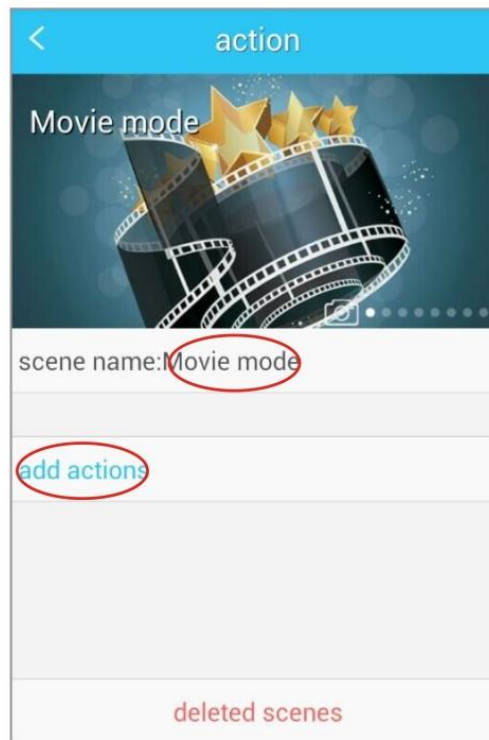 action
Movie mode
scene name:Movie mode
add actions
deleted scenes